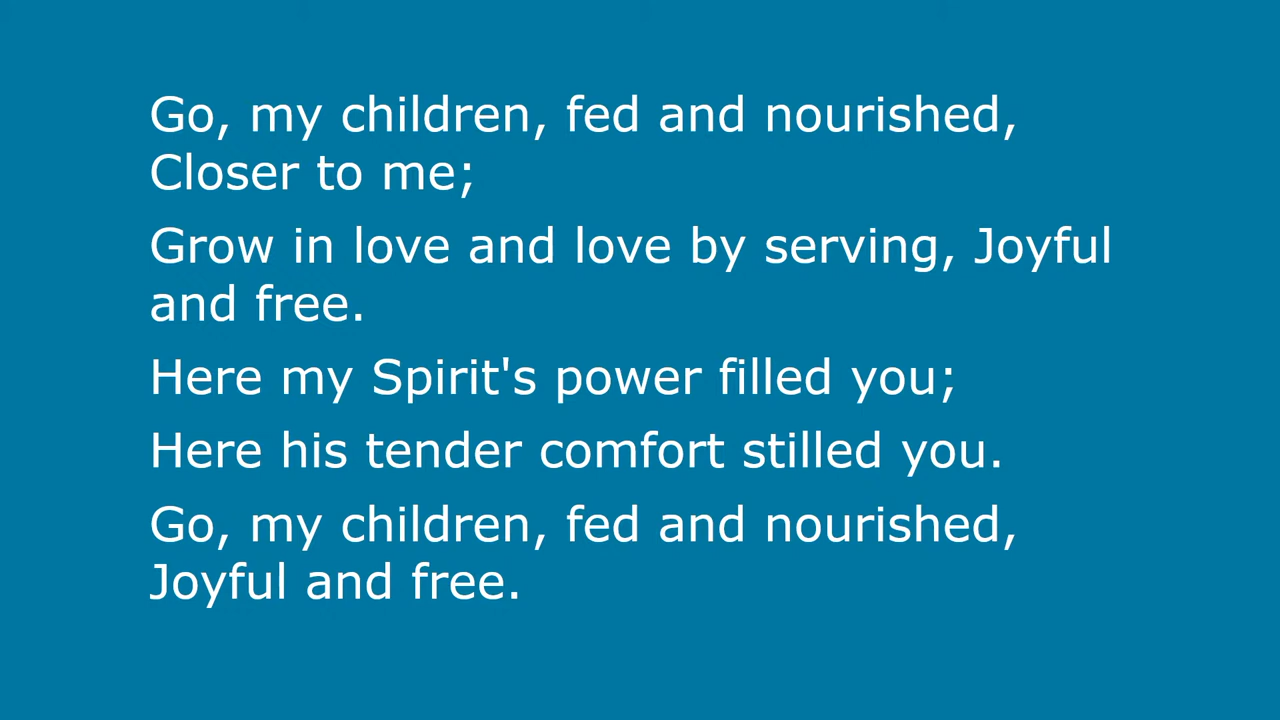 Go, my children, fed and nourished,
Closer to me;
Grow in love and love by serving, Joyful
and free.
Here my Spirit's power filled you;
Here his tender comfort stilled you.
Go, my children, fed and nourished,
Joyful and free.